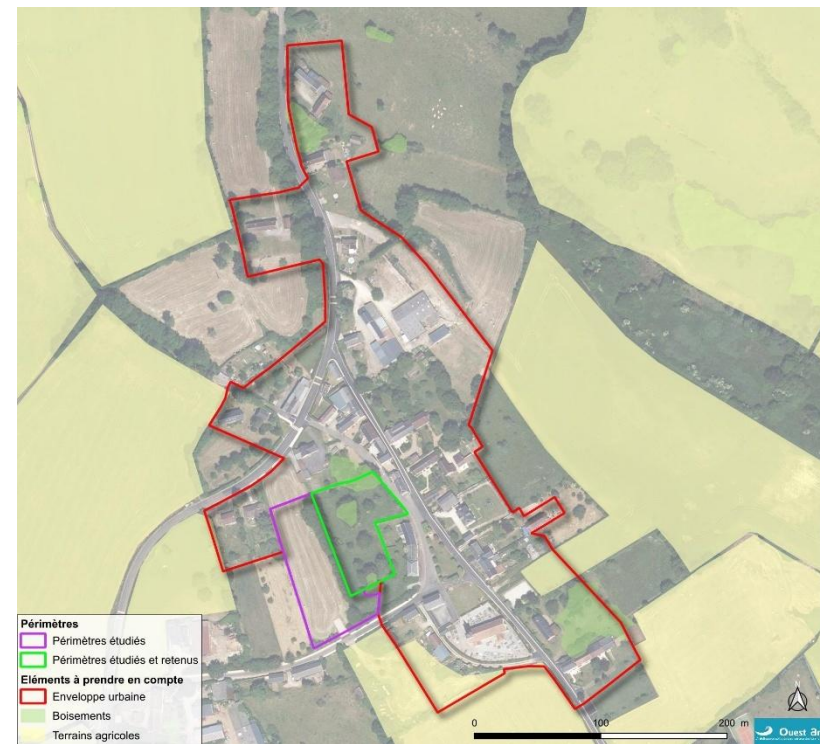 Périmètres
Périmètres étudiés
Périmètres étudiés et retenus
Eléments à prendre en compte
Enveloppe urbaine
Boisements
Terrains agricoles
N
0 100 200 m
Ouest